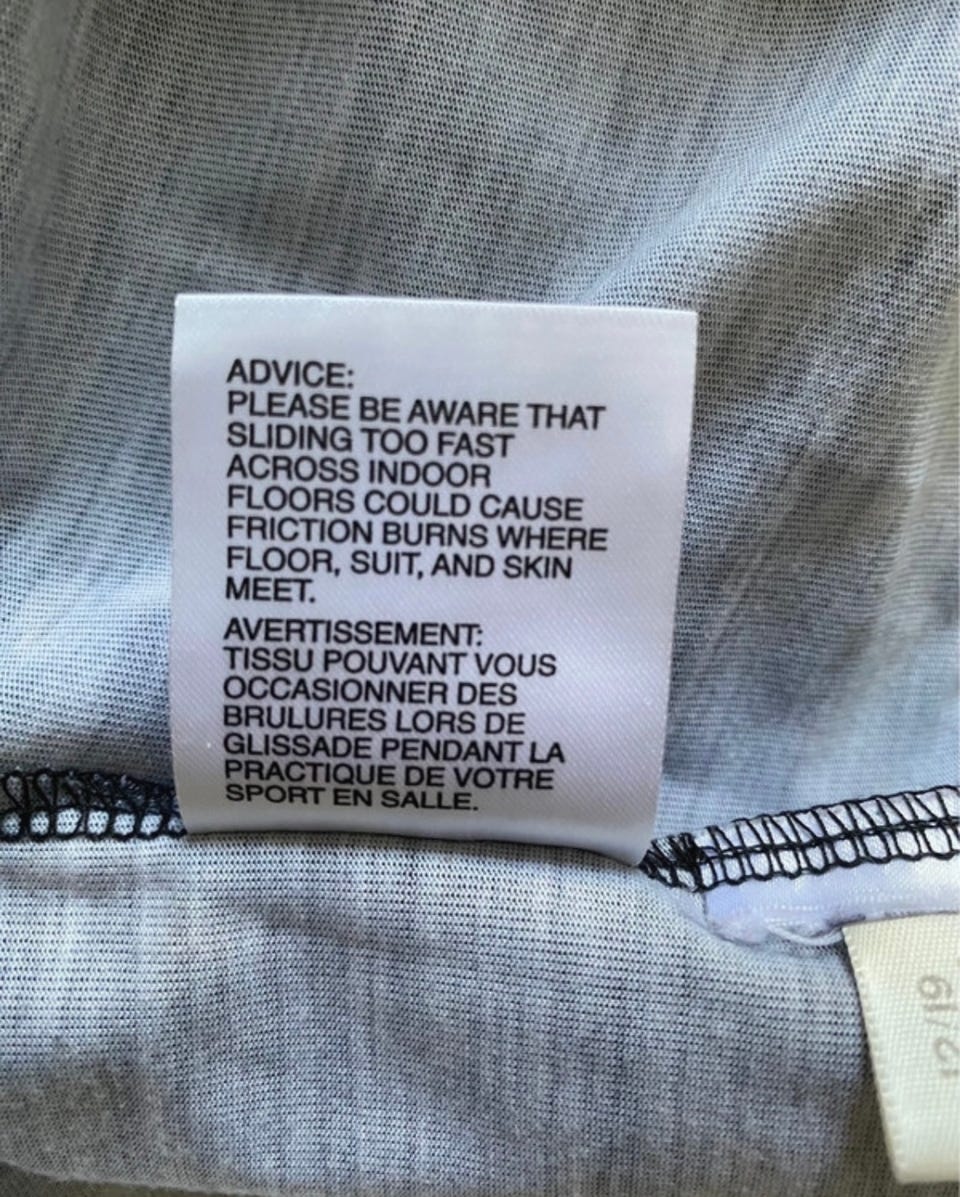 ADVICE:
PLEASE BE AWARE THAT
SLIDING TOO FAST
ACROSS INDOOR
FLOORS COULD CAUSE
FRICTION BURNS WHERE
FLOOR, SUIT, AND SKIN
MEET.
AVERTISSEMENT:
TISSU POUVANT VOUS
OCCASIONNER DES
BRULURES LORS DE
GLISSADE PENDANT LA
PRACTIQUE DE VOTRE
SPORT EN SALLE.
12/19